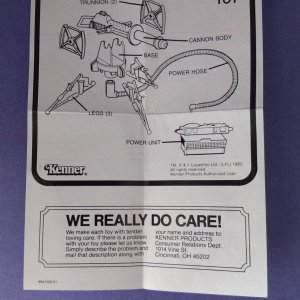 TRUNNION (2)
CANNON BODY
BASE
POWER HOSE
LEGS (3)
POWER UNIT
Kenner
TM & © Lucasfilm Ltd. (LFL) 1982
All rights reserved.
Kenner Products Authorized User
WE REALLY DO CARE!
We make each toy with tender
loving care. If there is a problem
with your toy please let us know.
Simply describe the problem and
mail that description along with
your name and address to:
KENNER PRODUCTS
Consumer Relations Dept.
1014 Vine St.
Cincinnati, OH 45202